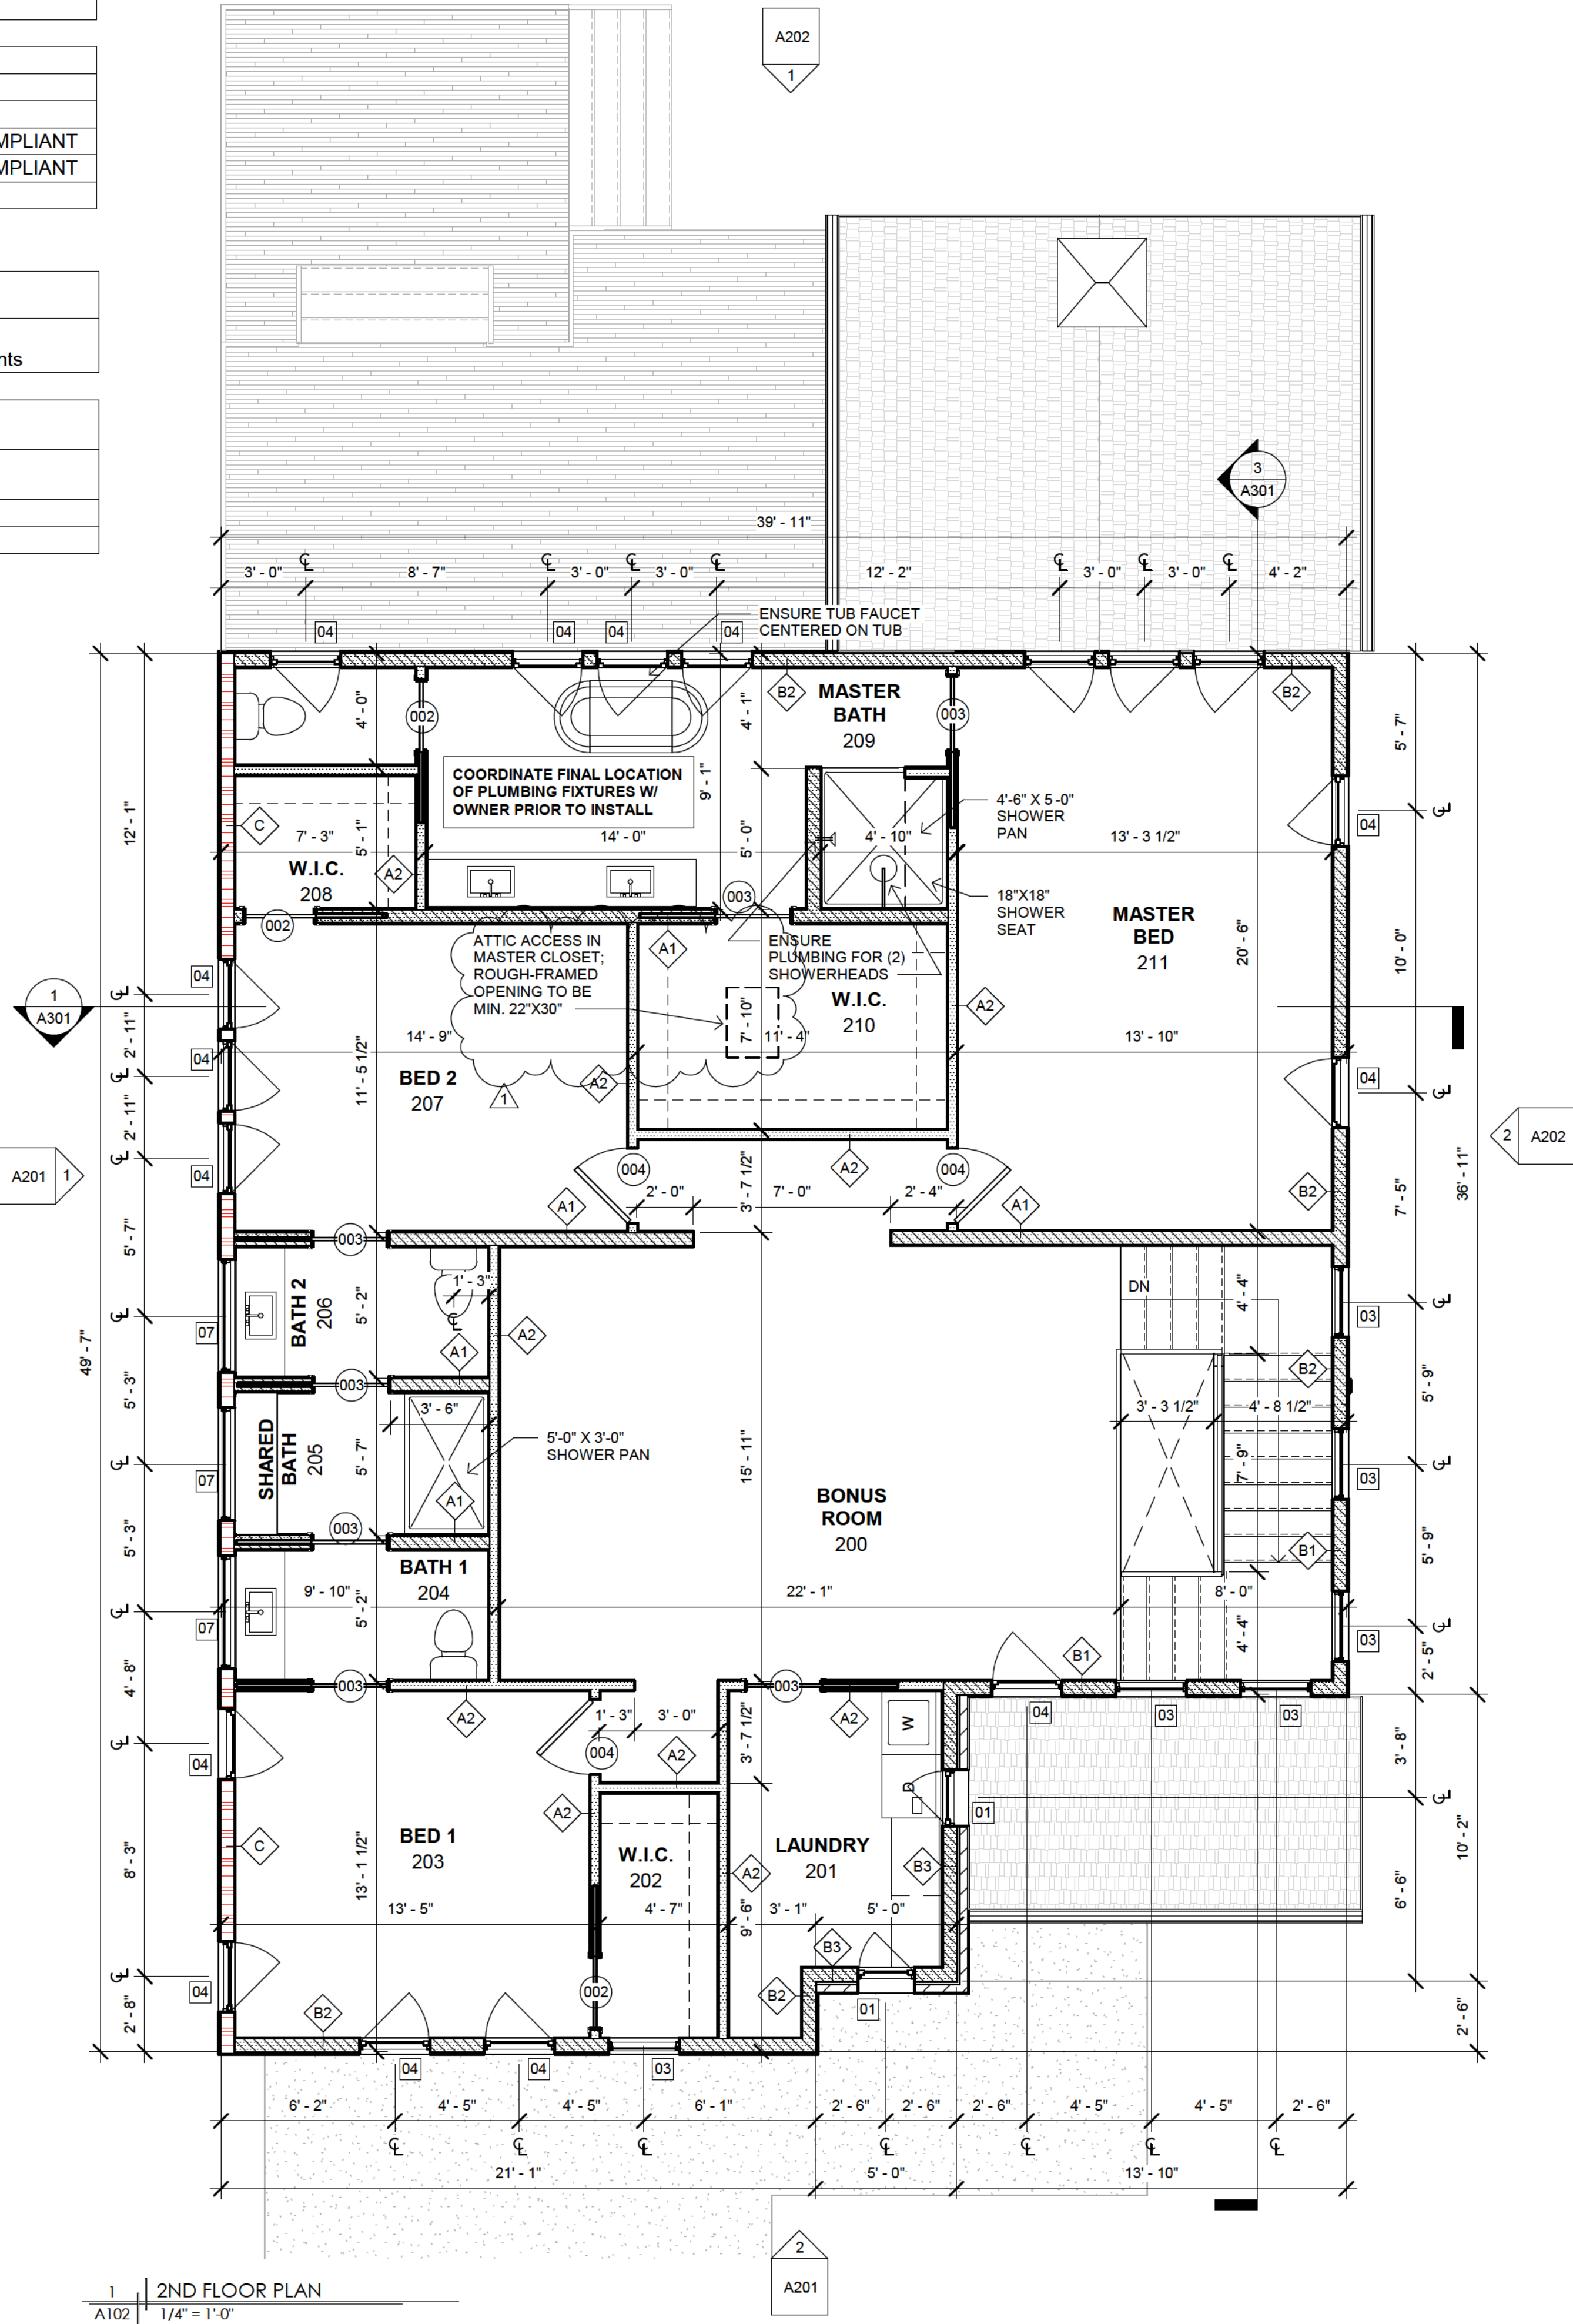 MPLIANT
MPLIANT
nts
A202
1
3
A301
39' - 11"
3' - 0"
8' - 7"
3' - 0"
3' - 0"
12' - 2"
3' - 0"
3' - 0"
4' - 2"
ENSURE TUB FAUCET
CENTERED ON TUB
04
04
04
04
B2
B2
MASTER
BATH
209
002
003
4' - 0"
4' - 1"
9' - 1"
5' - 7"
COORDINATE FINAL LOCATION
OF PLUMBING FIXTURES W/
OWNER PRIOR TO INSTALL
4'-6" X 5 -0"
SHOWER
PAN
04
12' - 1"
C
7' - 3"
5' - 1"
14' - 0"
5' - 0"
4' - 10"
13' - 3 1/2"
W.I.C.
208
A2
003
002
18"X18"
SHOWER
SEAT
MASTER
BED
211
20' - 6"
10' - 0"
ATTIC ACCESS IN
MASTER CLOSET;
ROUGH-FRAMED
OPENING TO BE
MIN. 22"X30"
A1
ENSURE
PLUMBING FOR (2)
SHOWERHEADS
W.I.C.
210
A2
1
A301
04
04
04
2' - 11"
2' - 11"
14' - 9"
7' - 10"
11' - 4"
13' - 10"
11' - 5 1/2"
BED 2
207
A2
1
04
A201
1
2
A202
004
004
A2
2' - 0"
7' - 0"
2' - 4"
3' - 7 1/2"
A1
A1
B2
7' - 5"
36' - 11"
5' - 7"
003
BATH 2
206
5' - 2"
1' - 3"
A1
A2
07
49' - 7"
DN
4' - 4"
03
B2
5' - 9"
5' - 3"
003
3' - 6"
SHARED
BATH
205
5' - 7"
5'-0" X 3'-0"
SHOWER PAN
A1
07
15' - 11"
3' - 3 1/2"
4' - 8 1/2"
7' - 9"
03
BONUS
ROOM
200
5' - 3"
003
B1
5' - 9"
BATH 1
204
9' - 10"
5' - 2"
22' - 1"
8' - 0"
07
4' - 4"
03
2' - 5"
4' - 8"
003
003
B1
A2
1' - 3"
3' - 0"
3' - 7 1/2"
A2
W
04
03
03
004
A2
04
3' - 8"
D
01
A2
BED 1
203
C
8' - 3"
13' - 1 1/2"
W.I.C.
202
LAUNDRY
201
A2
B3
10' - 2"
6' - 6"
13' - 5"
4' - 7"
9' - 6"
3' - 1"
5' - 0"
B3
04
002
B2
B2
01
2' - 8"
2' - 6"
04
04
03
6' - 2"
4' - 5"
4' - 5"
6' - 1"
2' - 6"
2' - 6"
2' - 6"
4' - 5"
4' - 5"
2' - 6"
21' - 1"
5' - 0"
13' - 10"
2
A201
1
2ND FLOOR PLAN
A102
1/4" = 1'-0"